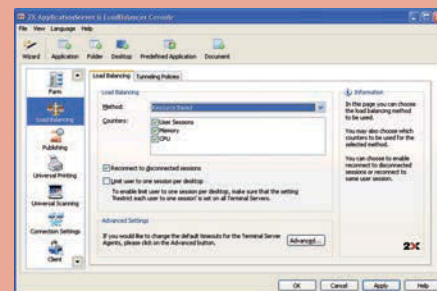 2X ApplicationServer & LoadBalancer Console
File View Language Help
Wizard Application Folder Desktop Predefined Application Document
Farm
Load Balancing
Publishing
Universal Printing
Universal Scanning
Connection Settings
Client
Load Balancing Tunneling Policies
Load Balancing
Method: Resource Based
Counters: User Sessions
Memory
CPU
Reconnect to disconnected sessions
Limit user to one session per desktop
To enable limit user to one session per desktop, make sure that the setting
'Restrict each user to one session' is set on all Terminal Servers.
Advanced Settings
If you would like to change the default timeouts for the Terminal Server
Agents, please click on the Advanced button.
Advanced...
Information
In this page you can choose
the load balancing method
to be used.
You may also choose which
counters to be used for the
selected method.
You can choose to enable
reconnect to disconnected
sessions or reconnect to
same user session.
2X
OK Cancel Apply Help